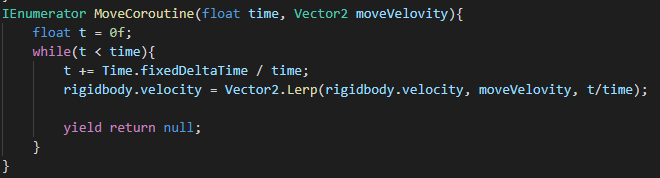 IEnumerator MoveCoroutine(float time, Vector2 moveVelovity){
float t = 0f;
while(t < time){
t += Time.fixedDeltaTime / time;
rigidbody.velocity = Vector2.Lerp(rigidbody.velocity, moveVelovity, t/time);
yield return null;
}
}